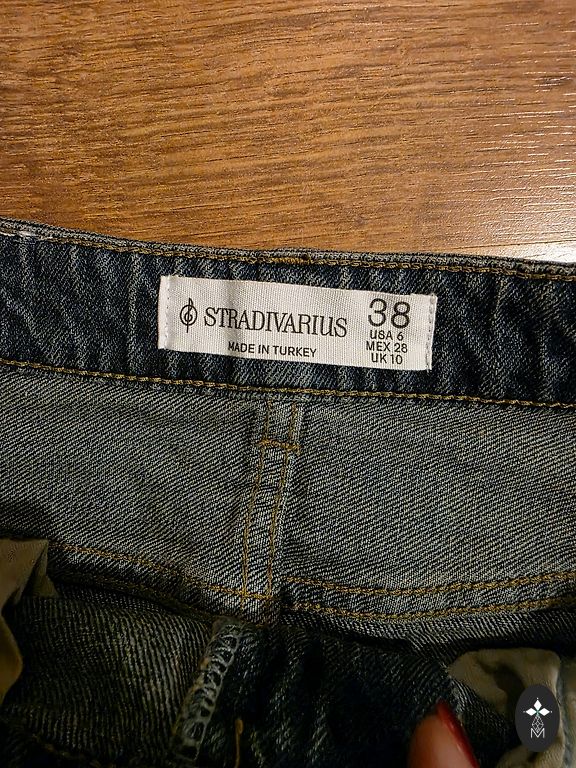 STRADIVARIUS
MADE IN TURKEY
38
USA 6
MEX 28
UK 10
M